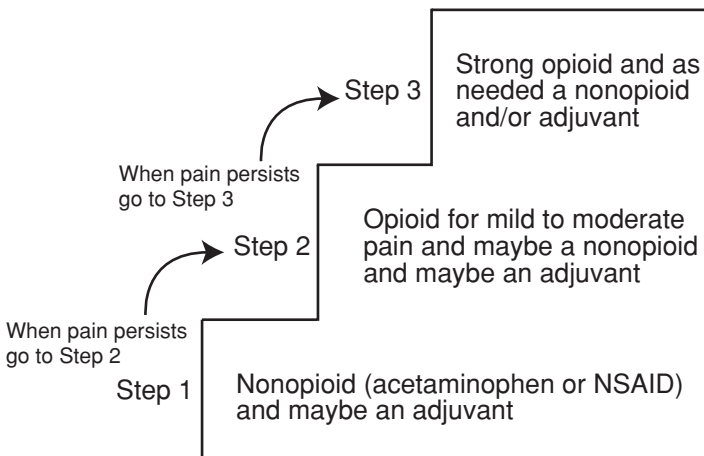 Step 3
Strong opioid and as
needed a nonopioid
and/or adjuvant
When pain persists
go to Step 3
Step 2
Opioid for mild to moderate
pain and maybe a nonopioid
and maybe an adjuvant
When pain persists
go to Step 2
Step 1
Nonopioid (acetaminophen or NSAID)
and maybe an adjuvant